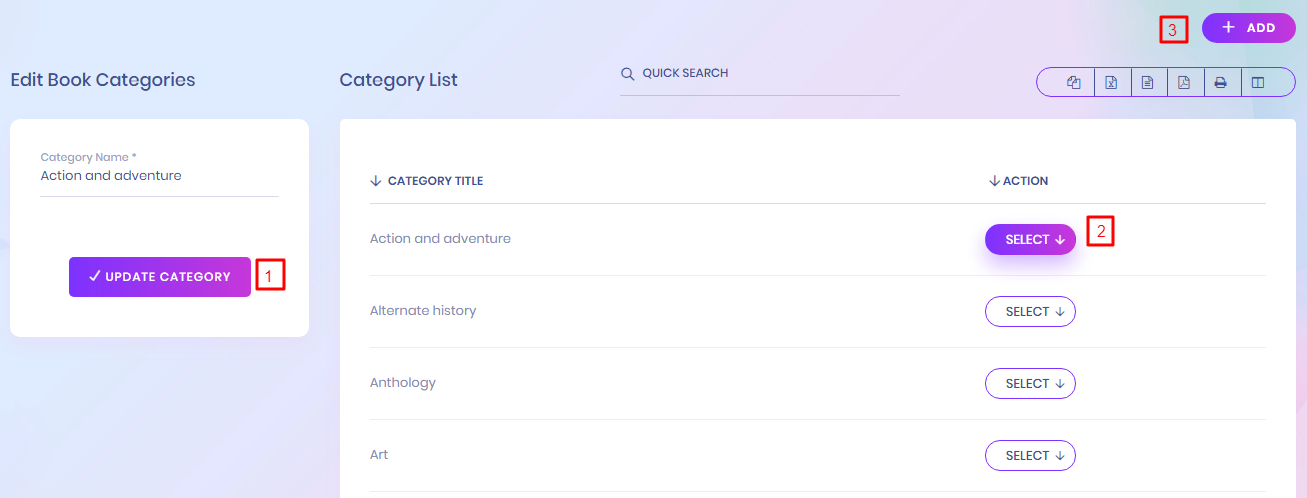 3
+ ADD
Edit Book Categories
Category List
QUICK SEARCH
Category Name *
Action and adventure
UPDATE CATEGORY
1
CATEGORY TITLE
ACTION
Action and adventure
SELECT
2
Alternate history
SELECT
Anthology
SELECT
Art
SELECT